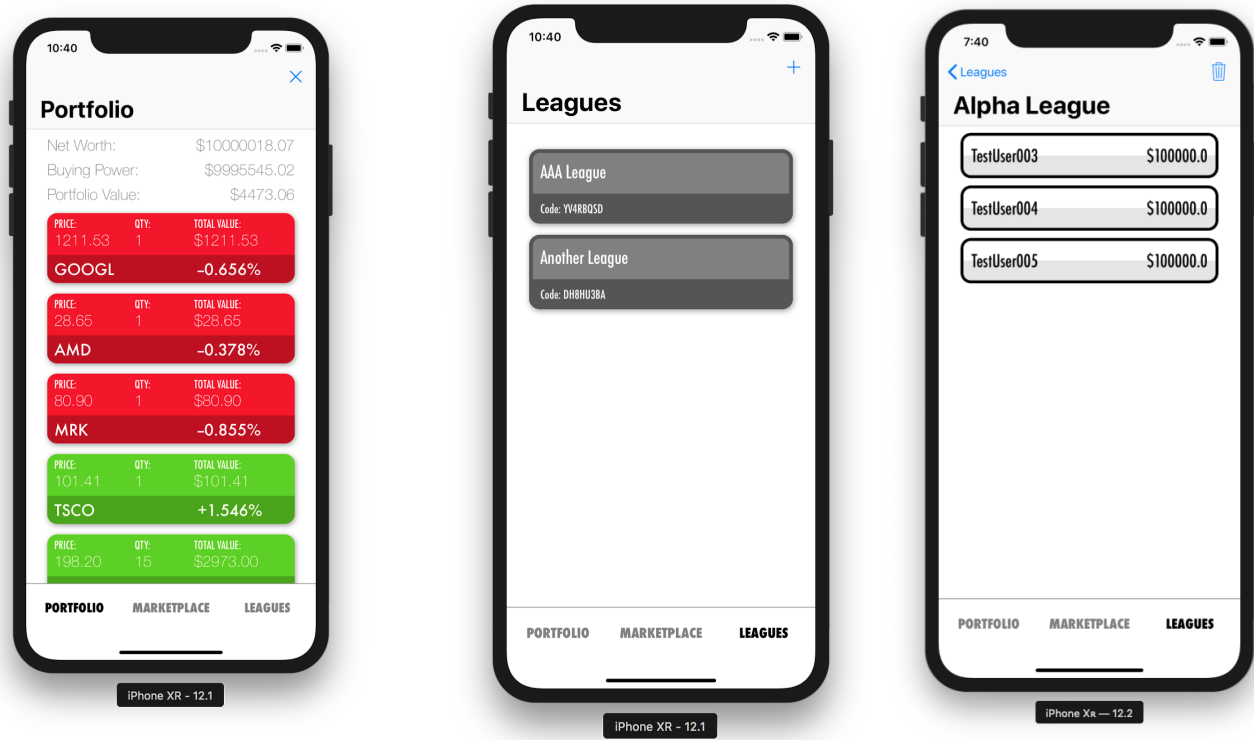 10:40
Portfolio
Net Worth: $10000018.07
Buying Power: $9995545.02
Portfolio Value: $4473.06
PRICE: QTY: TOTAL VALUE:
1211.53 1 $1211.53
GOOGL -0.656%
PRICE: QTY: TOTAL VALUE:
28.65 1 $28.65
AMD -0.378%
PRICE: QTY: TOTAL VALUE:
80.90 1 $80.90
MRK -0.855%
PRICE: QTY: TOTAL VALUE:
101.41 1 $101.41
TSCO +1.546%
PRICE: QTY: TOTAL VALUE:
198.20 15 $2973.00
PORTFOLIO MARKETPLACE LEAGUES
iPhone XR - 12.1
10:40
Leagues
AAA League
Code: YV4RBQSD
Another League
Code: DH8HU3BA
PORTFOLIO MARKETPLACE LEAGUES
iPhone XR - 12.1
7:40
Leagues
Alpha League
TestUser003 $100000.0
TestUser004 $100000.0
TestUser005 $100000.0
PORTFOLIO MARKETPLACE LEAGUES
iPhone Xʀ — 12.2